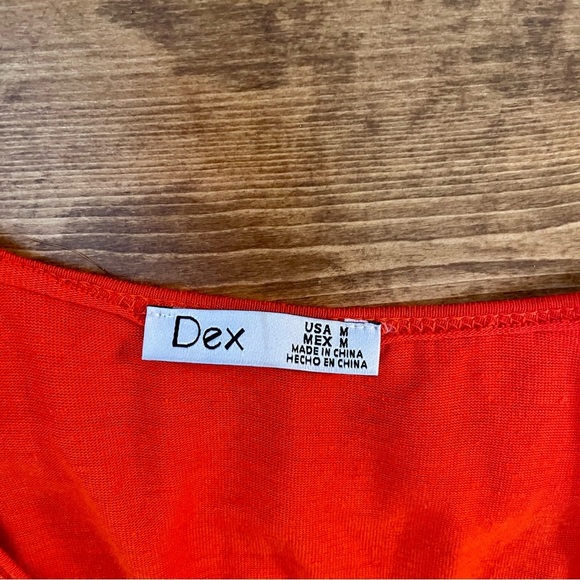 Dex
USA M
MEX M
MADE IN CHINA
HECHO EN CHINA